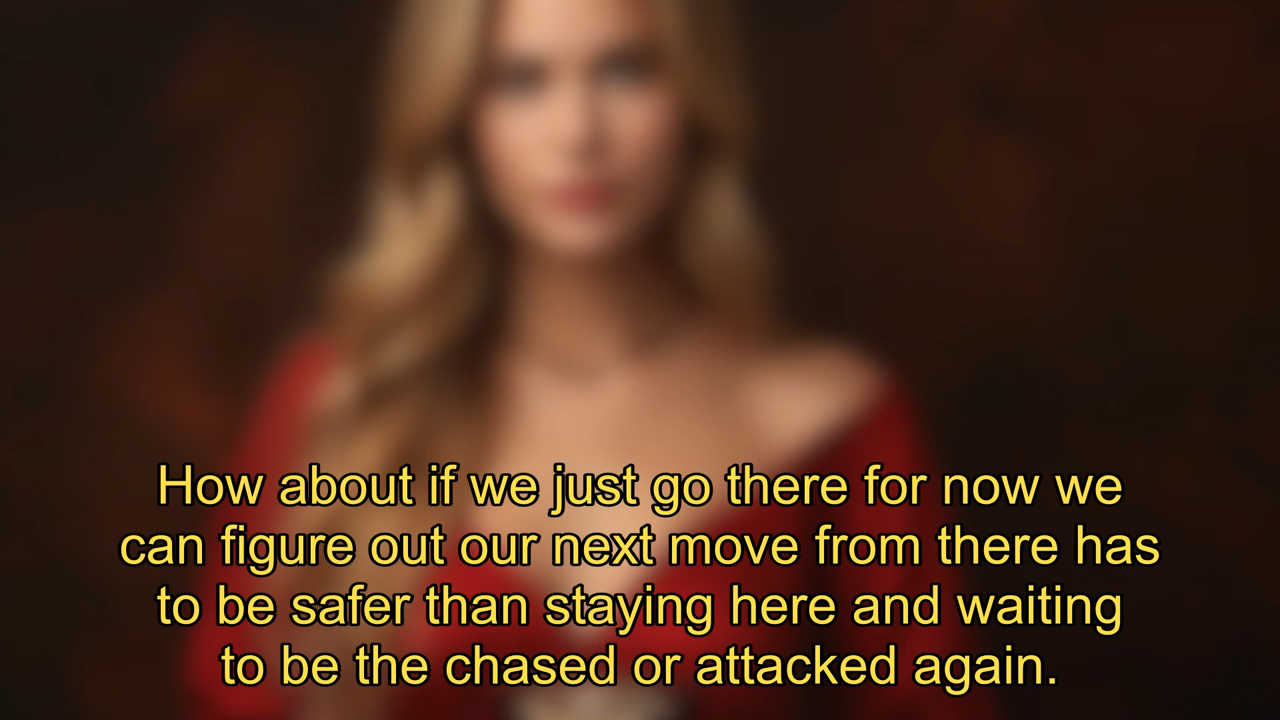 How about if we just go there for now we
can figure out our next move from there has
to be safer than staying here and waiting
to be the chased or attacked again.